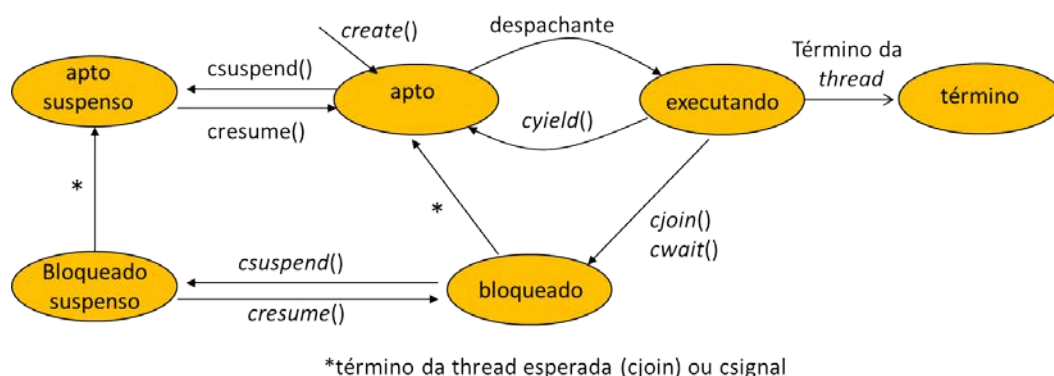 create()
despachante
apto
suspenso
csuspend()
cresume()
apto
cyield()
executando
Término da
thread
término
*
*
cjoin()
cwait()
Bloqueado
suspenso
csuspend()
cresume()
bloqueado
*término da thread esperada (cjoin) ou csignal